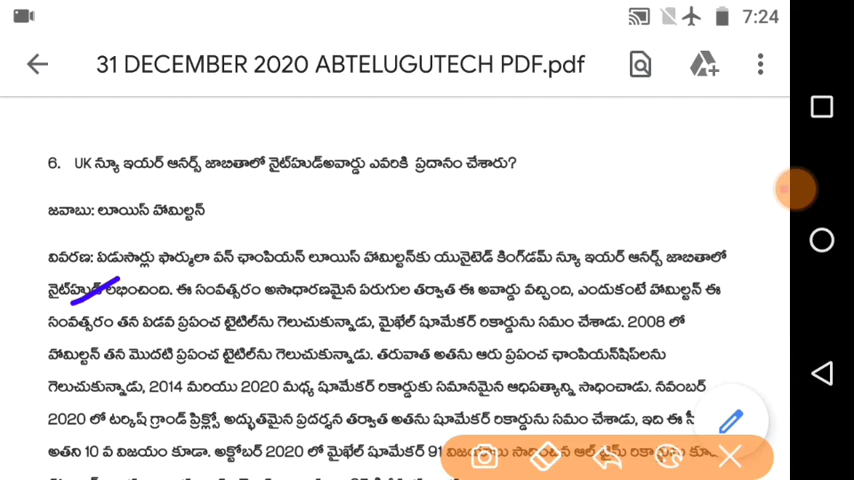 7:24
31 DECEMBER 2020 ABTELUGUTECH PDF.pdf
6. UK న్యూ ఇయర్ ఆనర్స్ జాబితాలో నైట్‌హుడ్‌అవార్డు ఎవరికి ప్రదానం చేశారు?
జవాబు: లూయిస్ హామిల్టన్
వివరణ: ఏడుసార్లు ఫార్ములా వన్ ఛాంపియన్ లూయిస్ హామిల్టన్‌కు యునైటెడ్ కింగ్‌డమ్ న్యూ ఇయర్ ఆనర్స్ జాబితాలో
నైట్‌హుడ్ లభించింది. ఈ సంవత్సరం అసాధారణమైన పరుగుల తర్వాత ఈ అవార్డు వచ్చింది, ఎందుకంటే హామిల్టన్ ఈ
సంవత్సరం తన ఏడవ ప్రపంచ టైటిల్‌ను గెలుచుకున్నాడు, మైఖేల్ షూమేకర్ రికార్డును సమం చేశాడు. 2008 లో
హామిల్టన్ తన మొదటి ప్రపంచ టైటిల్‌ను గెలుచుకున్నాడు. తరువాత అతను ఆరు ప్రపంచ ఛాంపియన్‌షిప్‌లను
గెలుచుకున్నాడు, 2014 మరియు 2020 మధ్య షూమేకర్ రికార్డుకు సమానమైన ఆధిపత్యాన్ని సాధించాడు. నవంబర్
2020 లో టర్కిష్ గ్రాండ్ ప్రిక్స్‌లో అద్భుతమైన ప్రదర్శన తర్వాత అతను షూమేకర్ రికార్డును సమం చేశాడు, ఇది ఈ
అతని 10 వ విజయం కూడా. అక్టోబర్ 2020 లో మైఖేల్ షూమేకర్ 91 విజయాలు సాధించిన ఆల్ టైమ్